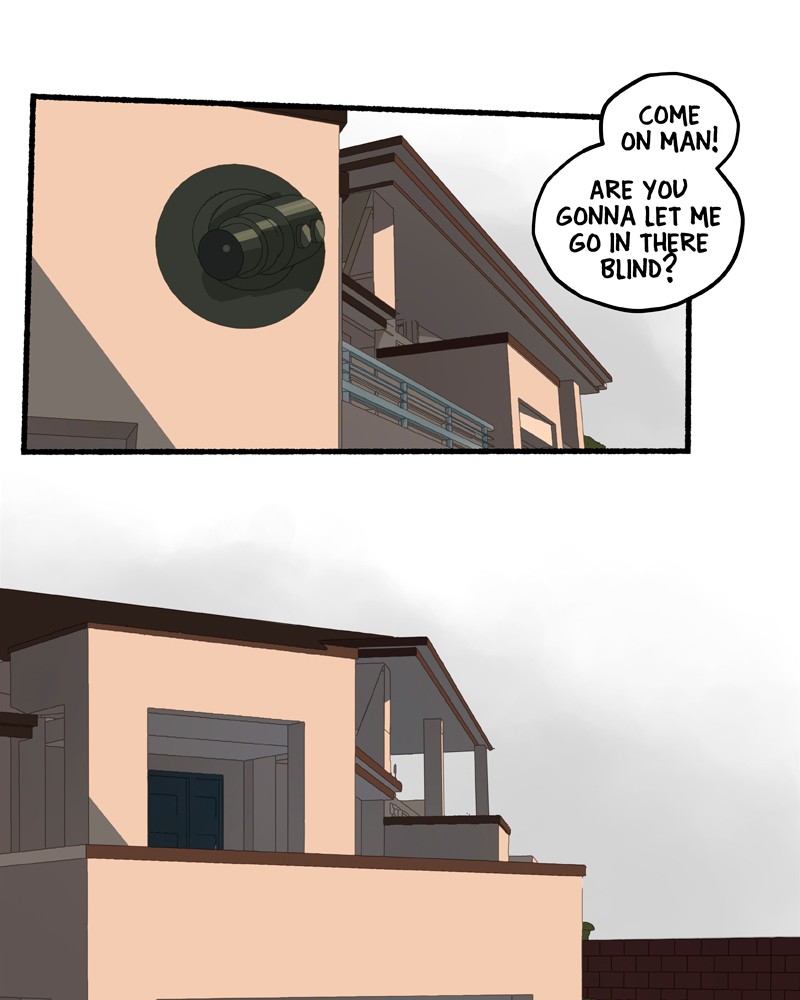 COME
ON MAN!
ARE YOU
GONNA LET ME
GO IN THERE
BLIND?